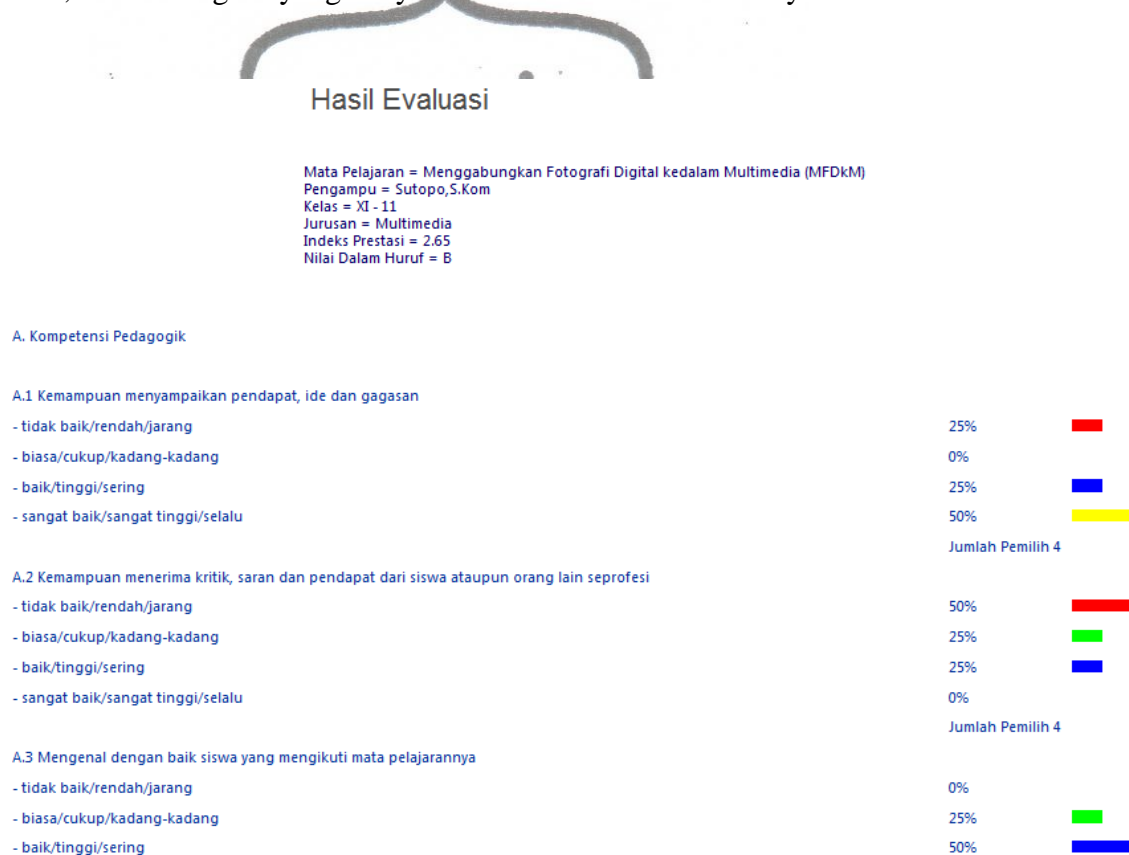 Hasil Evaluasi
Mata Pelajaran = Menggabungkan Fotografi Digital kedalam Multimedia (MFDkM)
Pengampu = Sutopo,S.Kom
Kelas = XI - 11
Jurusan = Multimedia
Indeks Prestasi = 2.65
Nilai Dalam Huruf = B
A. Kompetensi Pedagogik
A.1 Kemampuan menyampaikan pendapat, ide dan gagasan
- tidak baik/rendah/jarang 25%
- biasa/cukup/kadang-kadang 0%
- baik/tinggi/sering 25%
- sangat baik/sangat tinggi/selalu 50%
Jumlah Pemilih 4
A.2 Kemampuan menerima kritik, saran dan pendapat dari siswa ataupun orang lain seprofesi
- tidak baik/rendah/jarang 50%
- biasa/cukup/kadang-kadang 25%
- baik/tinggi/sering 25%
- sangat baik/sangat tinggi/selalu 0%
Jumlah Pemilih 4
A.3 Mengenal dengan baik siswa yang mengikuti mata pelajarannya
- tidak baik/rendah/jarang 0%
- biasa/cukup/kadang-kadang 25%
- baik/tinggi/sering 50%